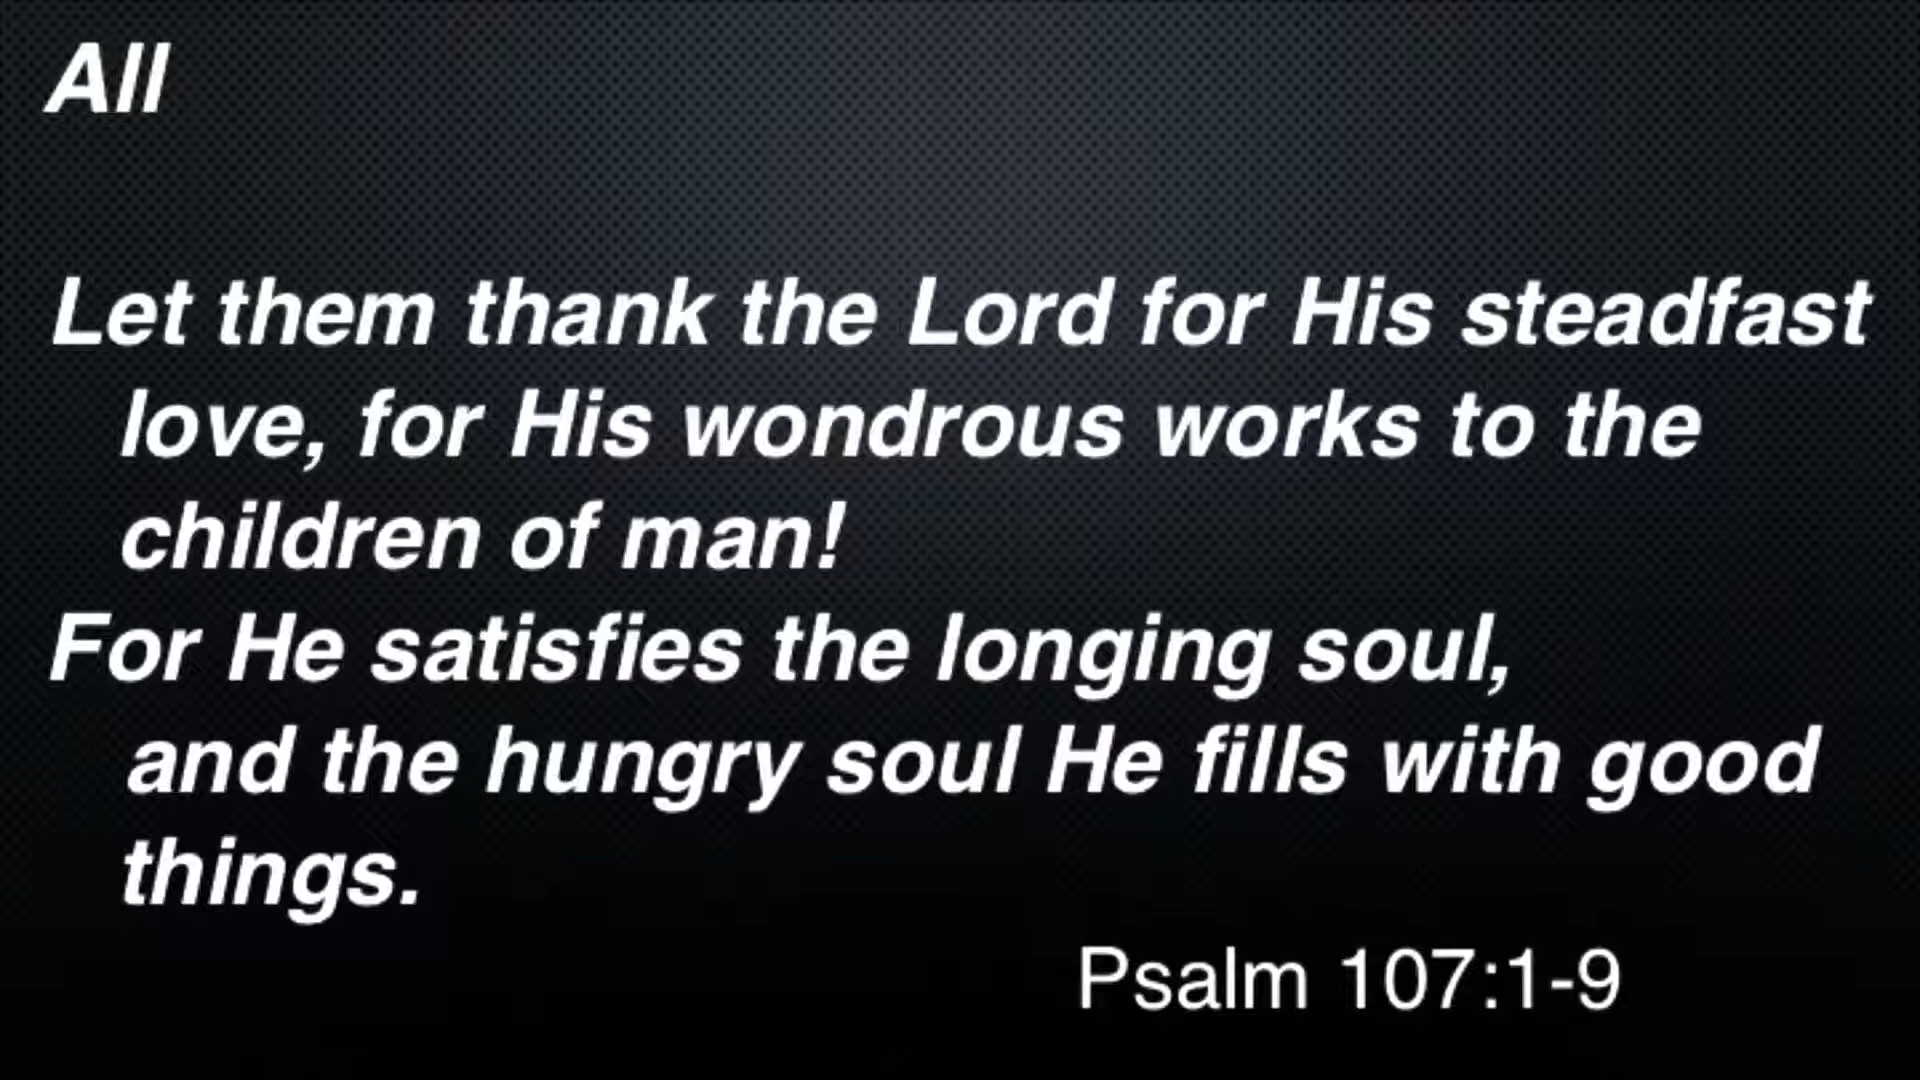 All
Let them thank the Lord for His steadfast
love, for His wondrous works to the
children of man!
For He satisfies the longing soul,
and the hungry soul He fills with good
things.
Psalm 107:1-9